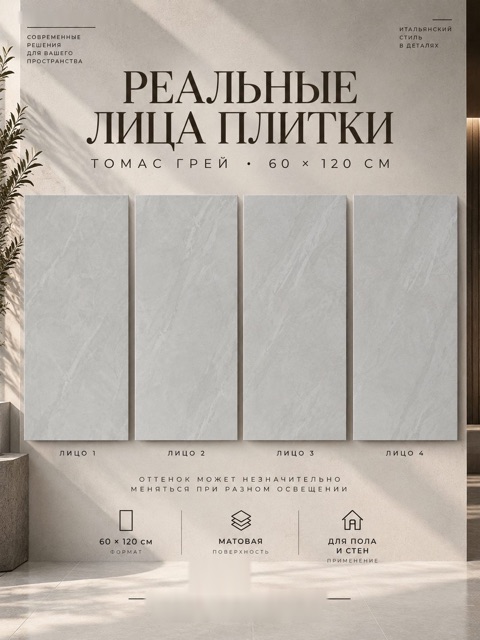 СОВРЕМЕННЫЕ
РЕШЕНИЯ
ДЛЯ ВАШЕГО
ПРОСТРАНСТВА
ИТАЛЬЯНСКИЙ
СТИЛЬ
В ДЕТАЛЯХ
РЕАЛЬНЫЕ
ЛИЦА ПЛИТКИ
ТОМАС ГРЕЙ • 60 × 120 СМ
ЛИЦО 1
ЛИЦО 2
ЛИЦО 3
ЛИЦО 4
ОТТЕНОК МОЖЕТ НЕЗНАЧИТЕЛЬНО
МЕНЯТЬСЯ ПРИ РАЗНОМ ОСВЕЩЕНИИ
60 × 120 см
ФОРМАТ
МАТОВАЯ
ПОВЕРХНОСТЬ
ДЛЯ ПОЛА
И СТЕН
ПРИМЕНЕНИЕ